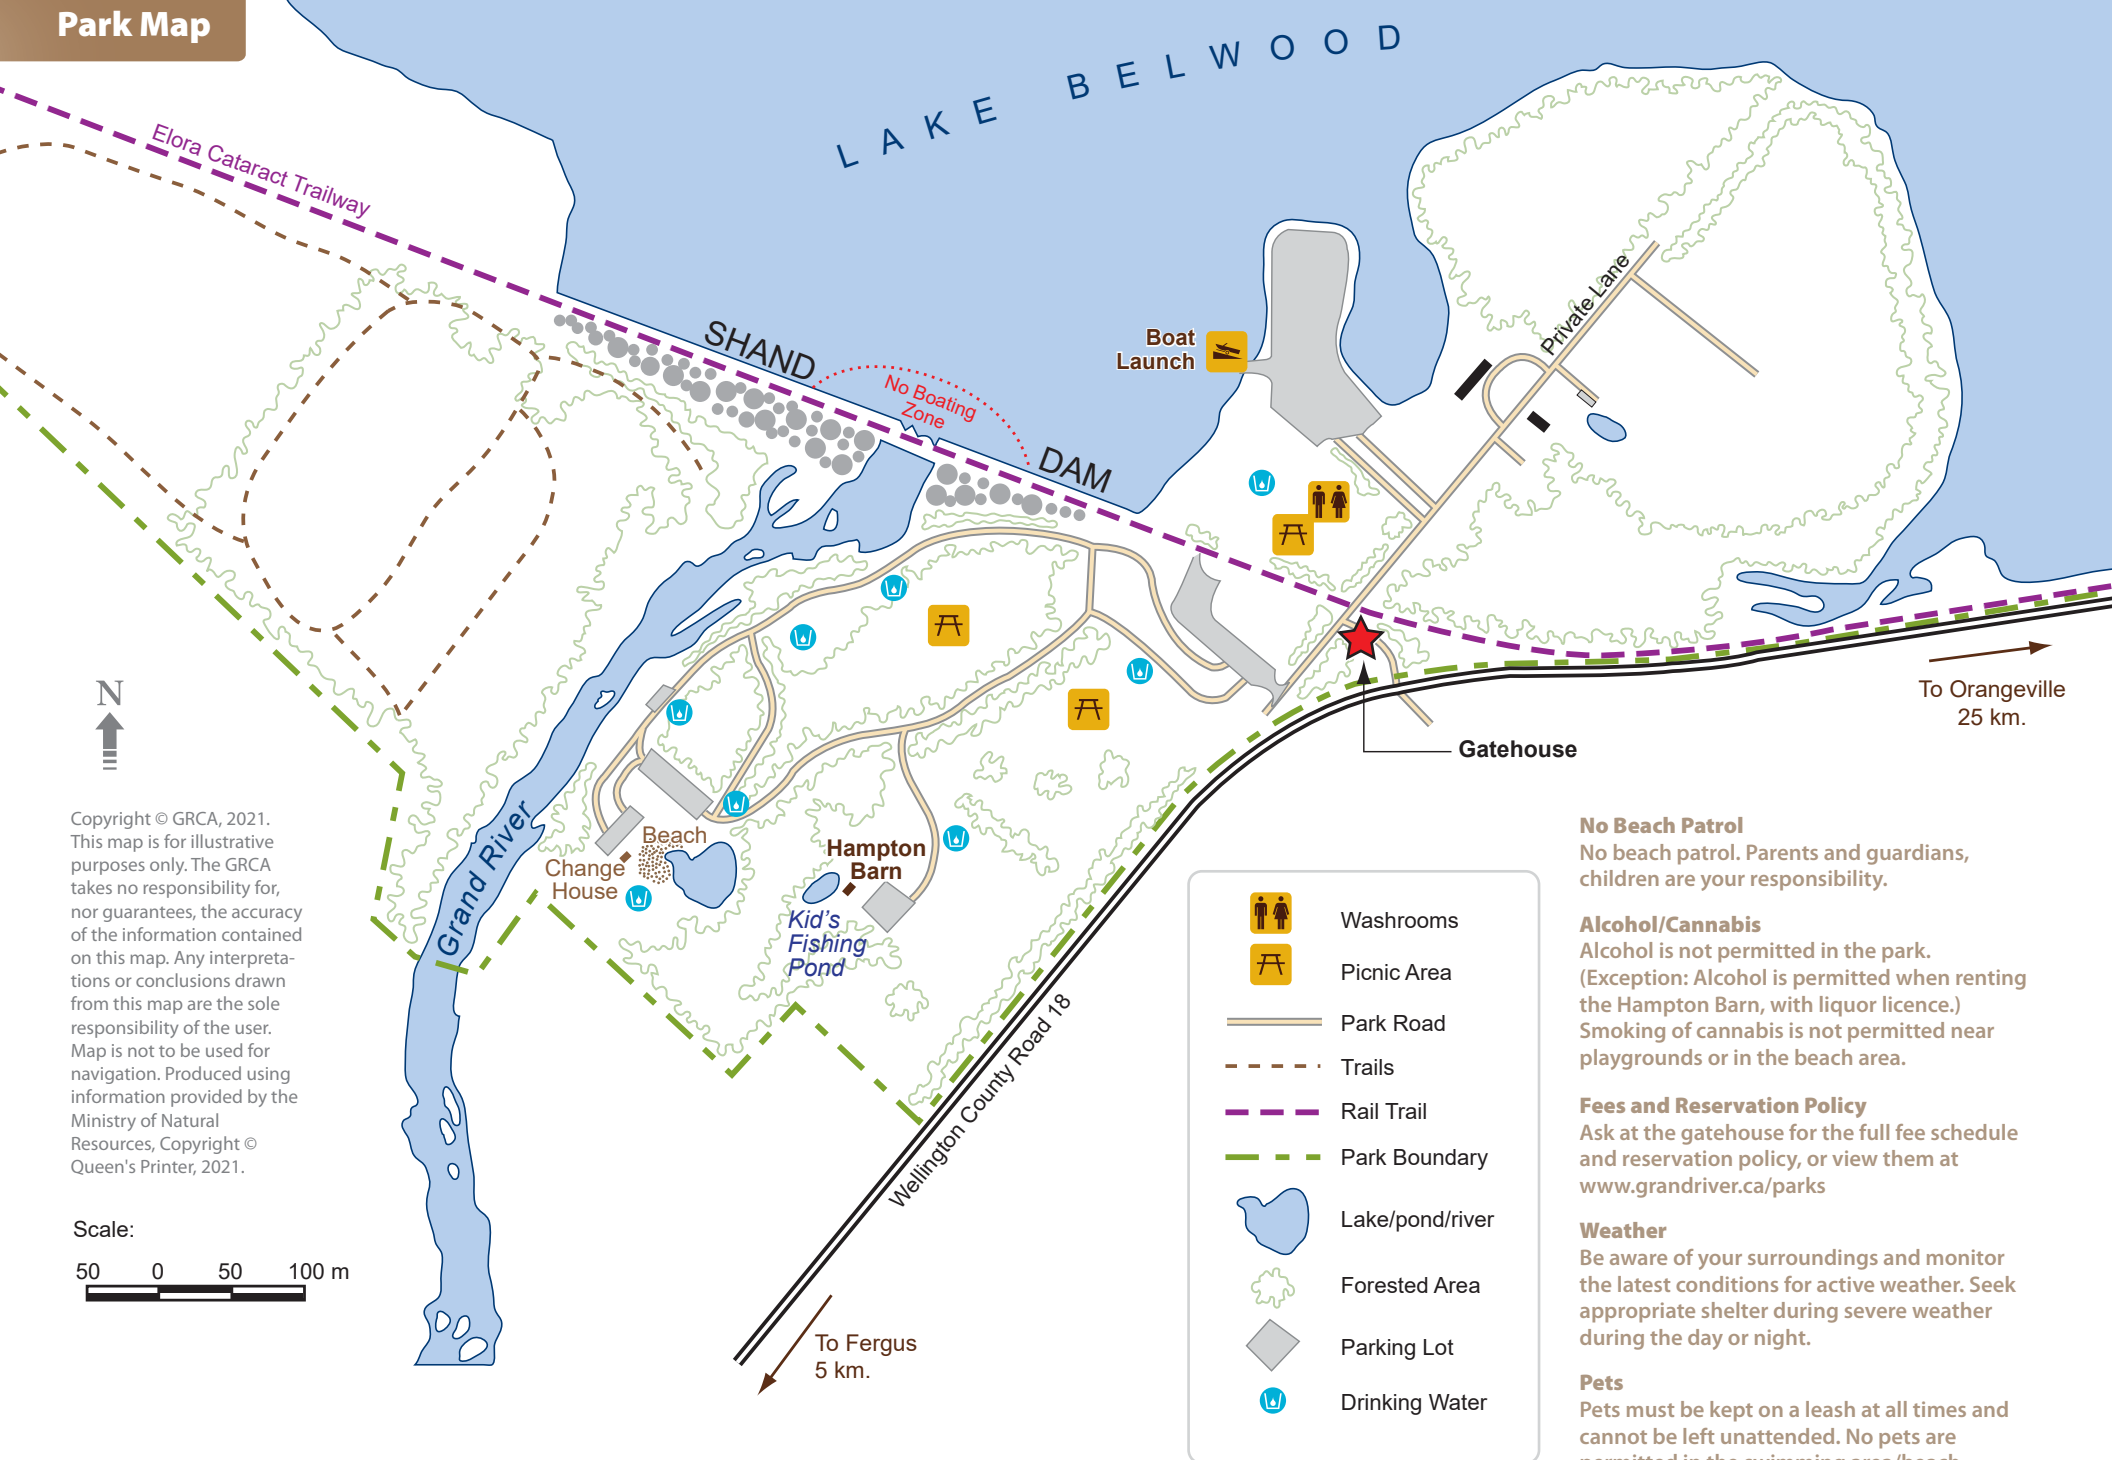 Park Map
LAKE BELWOOD
Elora Cataract Trailway
SHAND
DAM
No Boating
Zone
Boat
Launch
Private Lane
N
To Orangeville
25 km.
Gatehouse
Grand River
Beach
Change
House
Hampton
Barn
Kid's
Fishing
Pond
Wellington County Road 18
To Fergus
5 km.
Copyright © GRCA, 2021.
This map is for illustrative
purposes only. The GRCA
takes no responsibility for,
nor guarantees, the accuracy
of the information contained
on this map. Any interpreta-
tions or conclusions drawn
from this map are the sole
responsibility of the user.
Map is not to be used for
navigation. Produced using
information provided by the
Ministry of Natural
Resources, Copyright ©
Queen's Printer, 2021.
Scale:
50 0 50 100 m
Washrooms
Picnic Area
Park Road
Trails
Rail Trail
Park Boundary
Lake/pond/river
Forested Area
Parking Lot
Drinking Water
No Beach Patrol
No beach patrol. Parents and guardians,
children are your responsibility.
Alcohol/Cannabis
Alcohol is not permitted in the park.
(Exception: Alcohol is permitted when renting
the Hampton Barn, with liquor licence.)
Smoking of cannabis is not permitted near
playgrounds or in the beach area.
Fees and Reservation Policy
Ask at the gatehouse for the full fee schedule
and reservation policy, or view them at
www.grandriver.ca/parks
Weather
Be aware of your surroundings and monitor
the latest conditions for active weather. Seek
appropriate shelter during severe weather
during the day or night.
Pets
Pets must be kept on a leash at all times and
cannot be left unattended. No pets are
permitted in the swimming area/beach